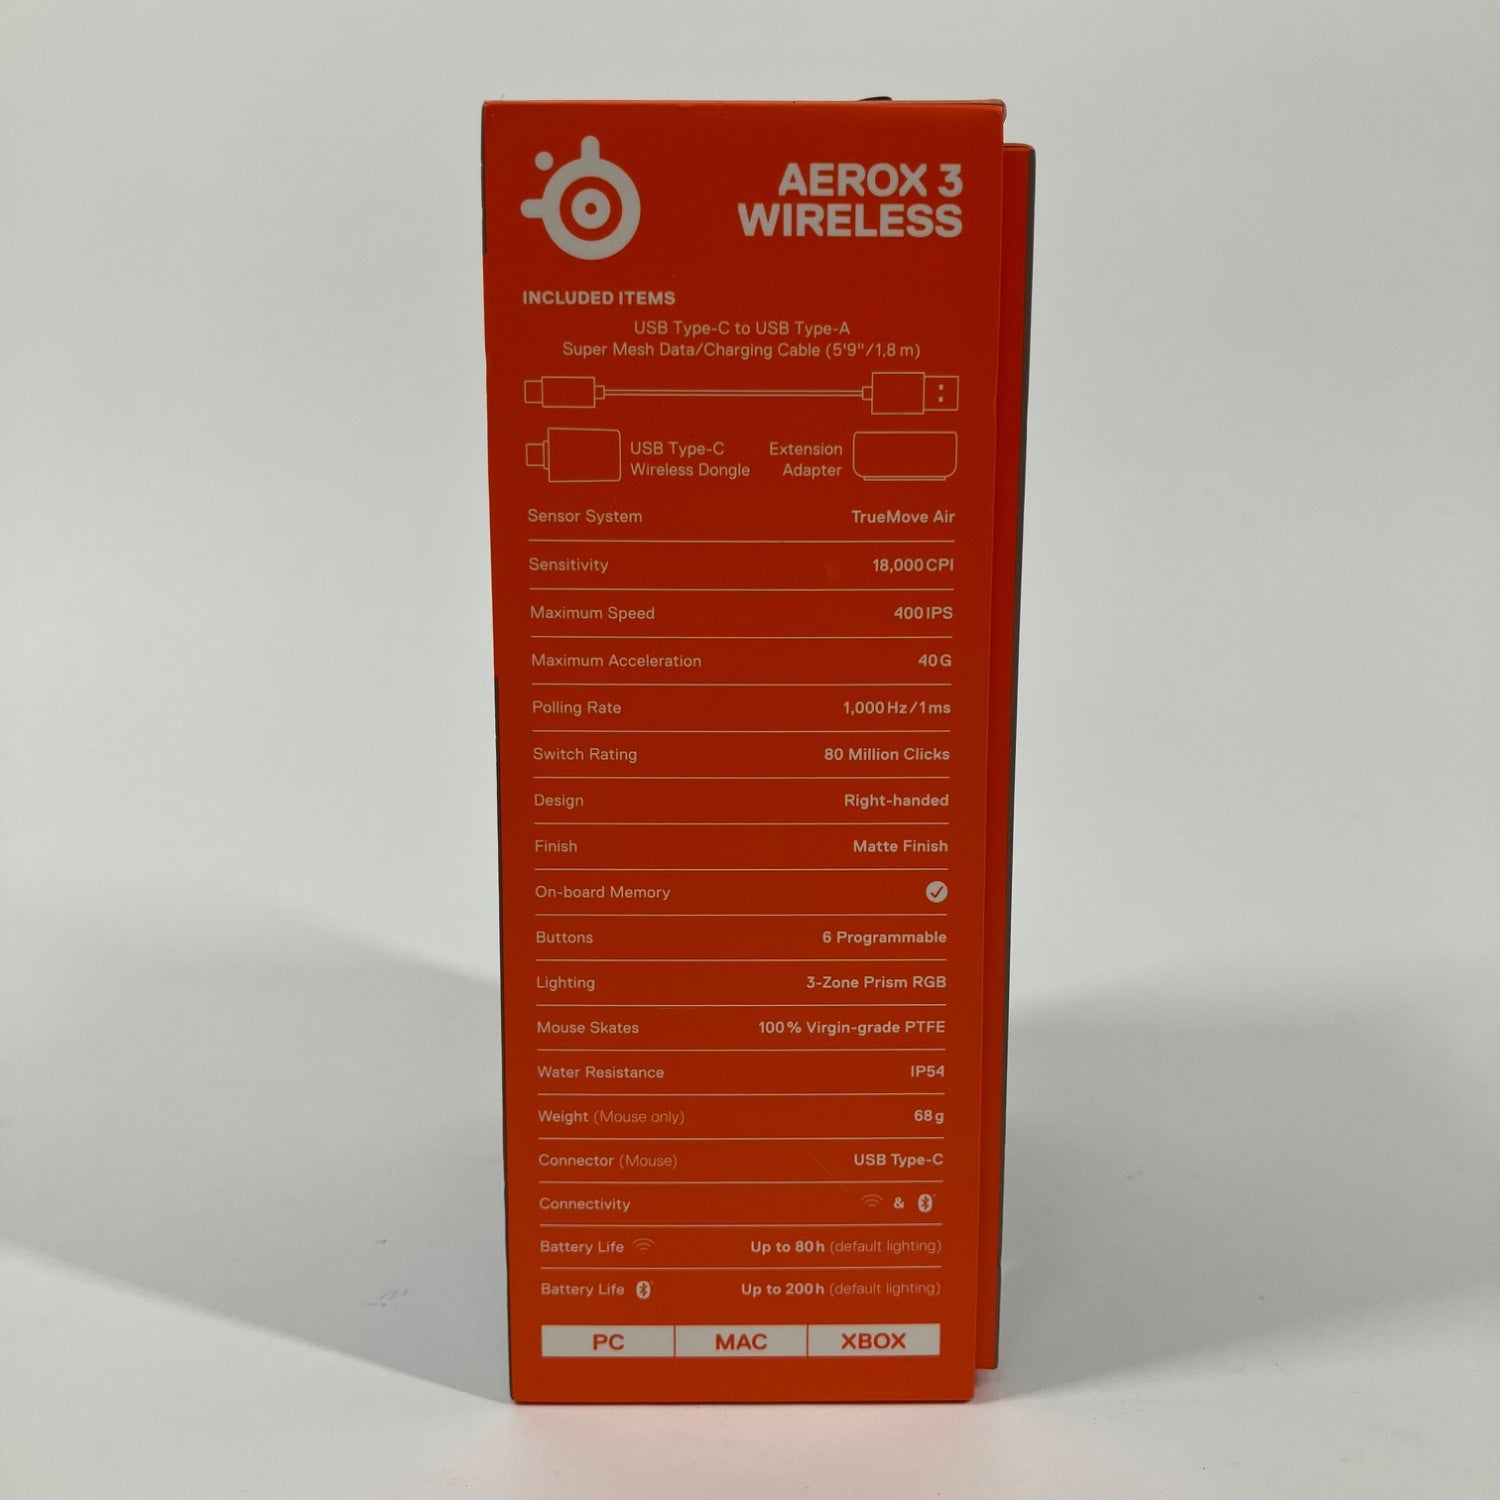 AEROX 3
WIRELESS
INCLUDED ITEMS
USB Type-C to USB Type-A
Super Mesh Data/Charging Cable (5'9"/1,8 m)
USB Type-C
Wireless Dongle
Extension
Adapter
Sensor System TrueMove Air
Sensitivity 18,000 CPI
Maximum Speed 400 IPS
Maximum Acceleration 40 G
Polling Rate 1,000 Hz/1 ms
Switch Rating 80 Million Clicks
Design Right-handed
Finish Matte Finish
On-board Memory
Buttons 6 Programmable
Lighting 3-Zone Prism RGB
Mouse Skates 100 % Virgin-grade PTFE
Water Resistance IP54
Weight (Mouse only) 68 g
Connector (Mouse) USB Type-C
Connectivity &
Battery Life Up to 80 h (default lighting)
Battery Life Up to 200 h (default lighting)
PC MAC XBOX